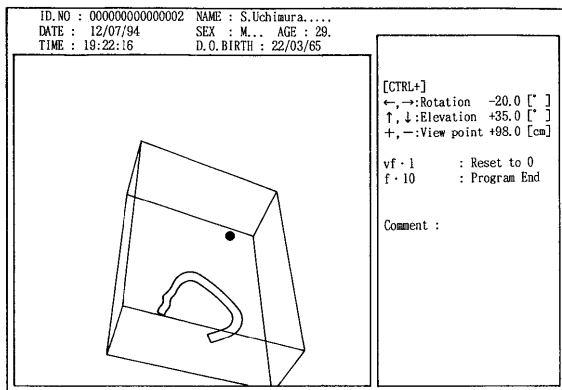 ID.NO : 000000000000002 NAME : S.Uchimura.....
DATE : 12/07/94 SEX : M... AGE : 29.
TIME : 19:22:16 D.O.BIRTH : 22/03/65
[CTRL+]
←,→:Rotation -20.0 [° ]
↑,↓:Elevation +35.0 [° ]
+,−:View point +98.0 [cm]
vf・1 : Reset to 0
f・10 : Program End
Comment :